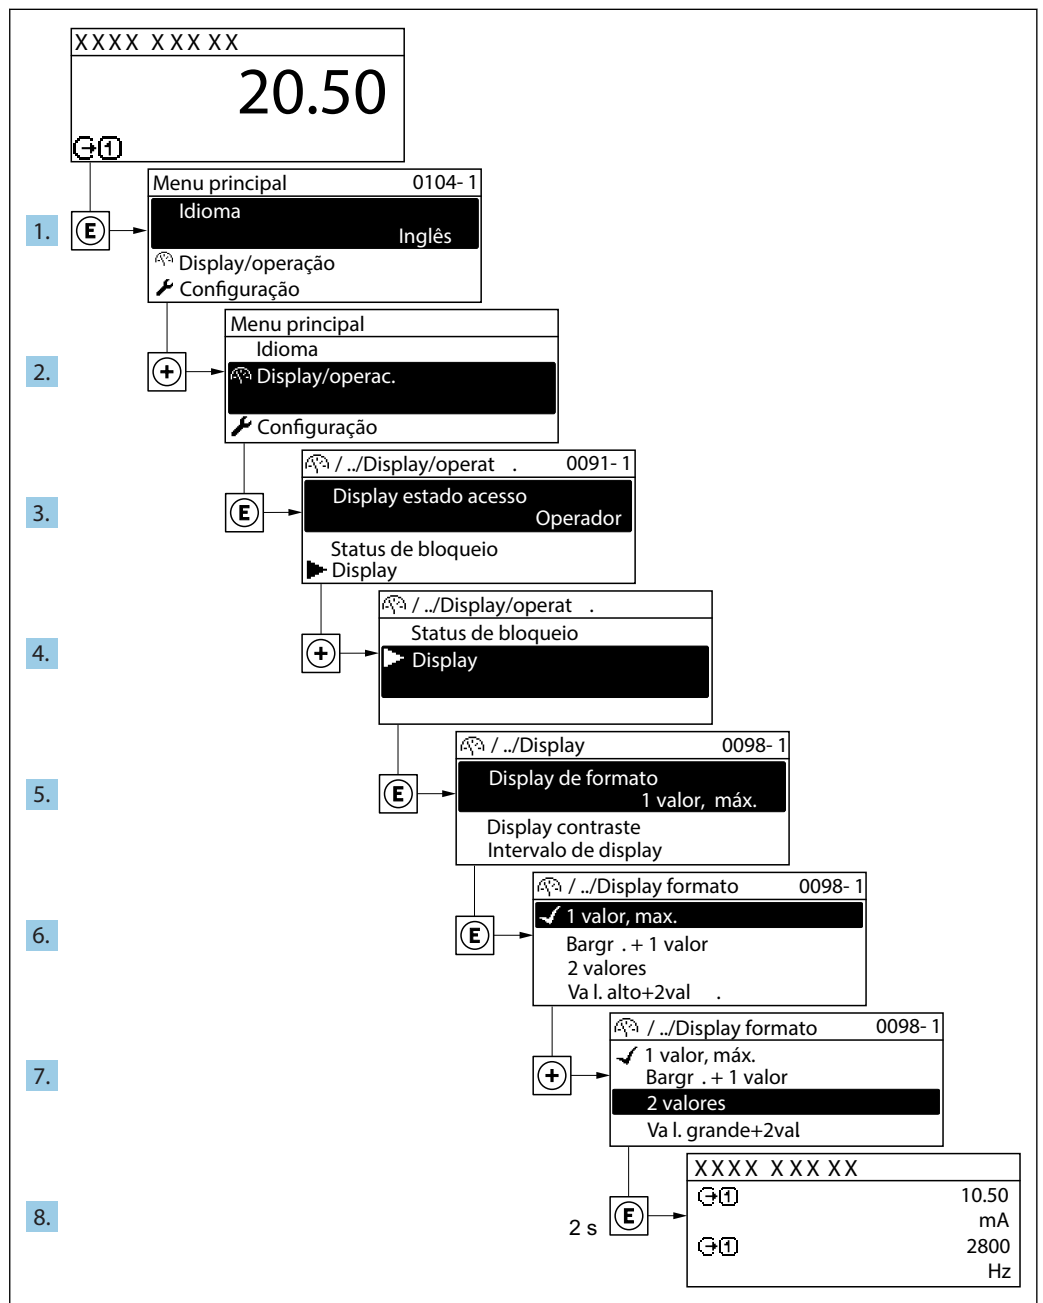 XXXX XXX XX
20.50
1
1.
E
Menu principal 0104-1
Idioma
Inglês
Display/operação
Configuração
2.
+
Menu principal
Idioma
Display/operac.
Configuração
3.
E
/ ../Display/operat . 0091-1
Display estado acesso
Operador
Status de bloqueio
Display
4.
+
/ ../Display/operat .
Status de bloqueio
Display
5.
E
/ ../Display 0098-1
Display de formato
1 valor, máx.
Display contraste
Intervalo de display
6.
E
/ ../Display formato 0098-1
1 valor, max.
Bargr . + 1 valor
2 valores
Va l. alto+2val .
7.
+
/ ../Display formato 0098-1
1 valor, máx.
Bargr . + 1 valor
2 valores
Va l. grande+2val.
8.
2 s
E
XXXX XXX XX
1 10.50
mA
1 2800
Hz